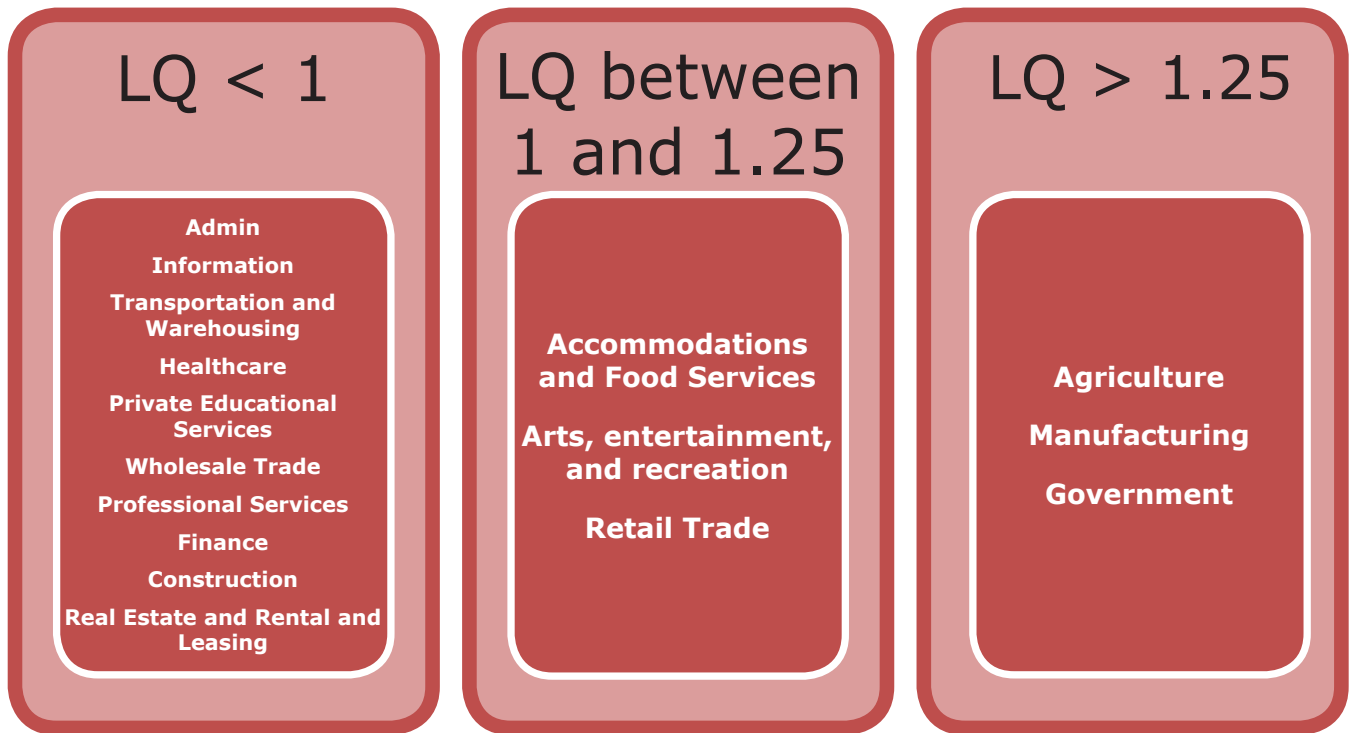 LQ < 1
Admin
Information
Transportation and
Warehousing
Healthcare
Private Educational
Services
Wholesale Trade
Professional Services
Finance
Construction
Real Estate and Rental and
Leasing
LQ between
1 and 1.25
Accommodations
and Food Services
Arts, entertainment,
and recreation
Retail Trade
LQ > 1.25
Agriculture
Manufacturing
Government